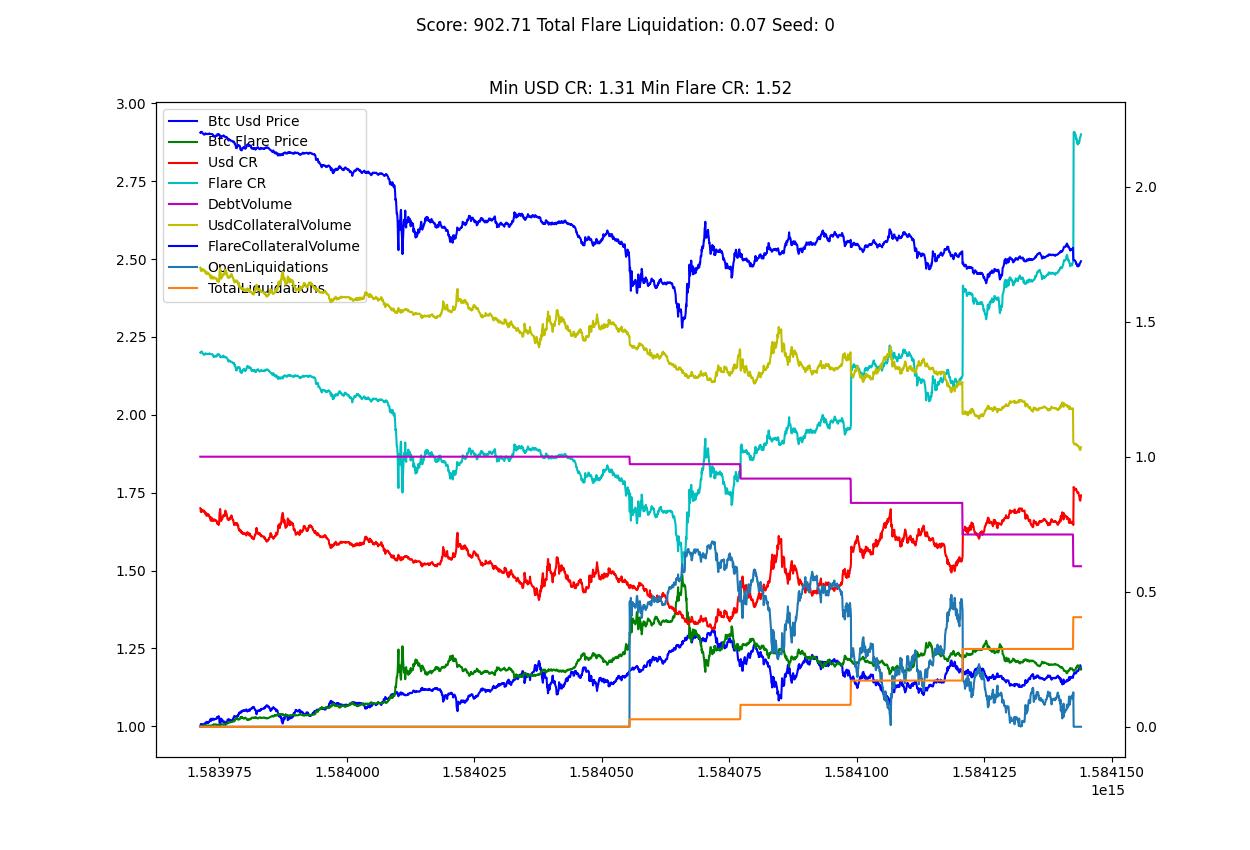 Score: 902.71 Total Flare Liquidation: 0.07 Seed: 0
Min USD CR: 1.31 Min Flare CR: 1.52
3.00
2.75
2.50
2.25
2.00
1.75
1.50
1.25
1.00
Btc Usd Price
Btc Flare Price
Usd CR
Flare CR
DebtVolume
UsdCollateralVolume
FlareCollateralVolume
OpenLiquidations
TotalLiquidations
2.0
1.5
1.0
0.5
0.0
1.583975 1.584000 1.584025 1.584050 1.584075 1.584100 1.584125 1.584150
1e15